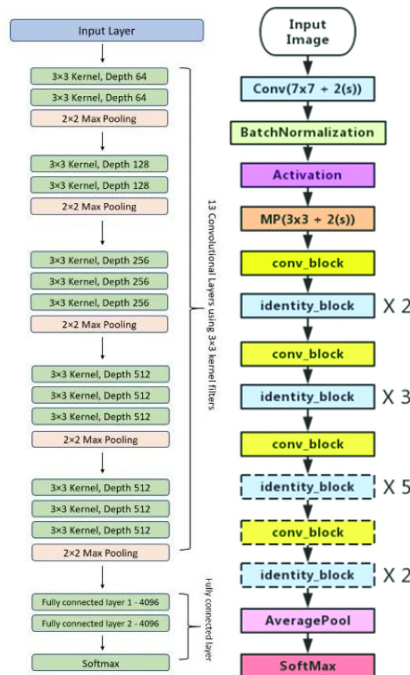 Input Layer
3×3 Kernel, Depth 64
3×3 Kernel, Depth 64
2×2 Max Pooling
3×3 Kernel, Depth 128
3×3 Kernel, Depth 128
2×2 Max Pooling
3×3 Kernel, Depth 256
3×3 Kernel, Depth 256
3×3 Kernel, Depth 256
2×2 Max Pooling
3×3 Kernel, Depth 512
3×3 Kernel, Depth 512
3×3 Kernel, Depth 512
2×2 Max Pooling
3×3 Kernel, Depth 512
3×3 Kernel, Depth 512
3×3 Kernel, Depth 512
2×2 Max Pooling
Fully connected layer 1 - 4096
Fully connected layer 2 - 4096
Softmax
13 Convolutional Layers using 3×3 kernel filters
Fully connected
layer
Input
Image
Conv(7x7 + 2(s))
BatchNormalization
Activation
MP(3x3 + 2(s))
conv_block
identity_block X 2
conv_block
identity_block X 3
conv_block
identity_block X 5
conv_block
identity_block X 2
AveragePool
SoftMax